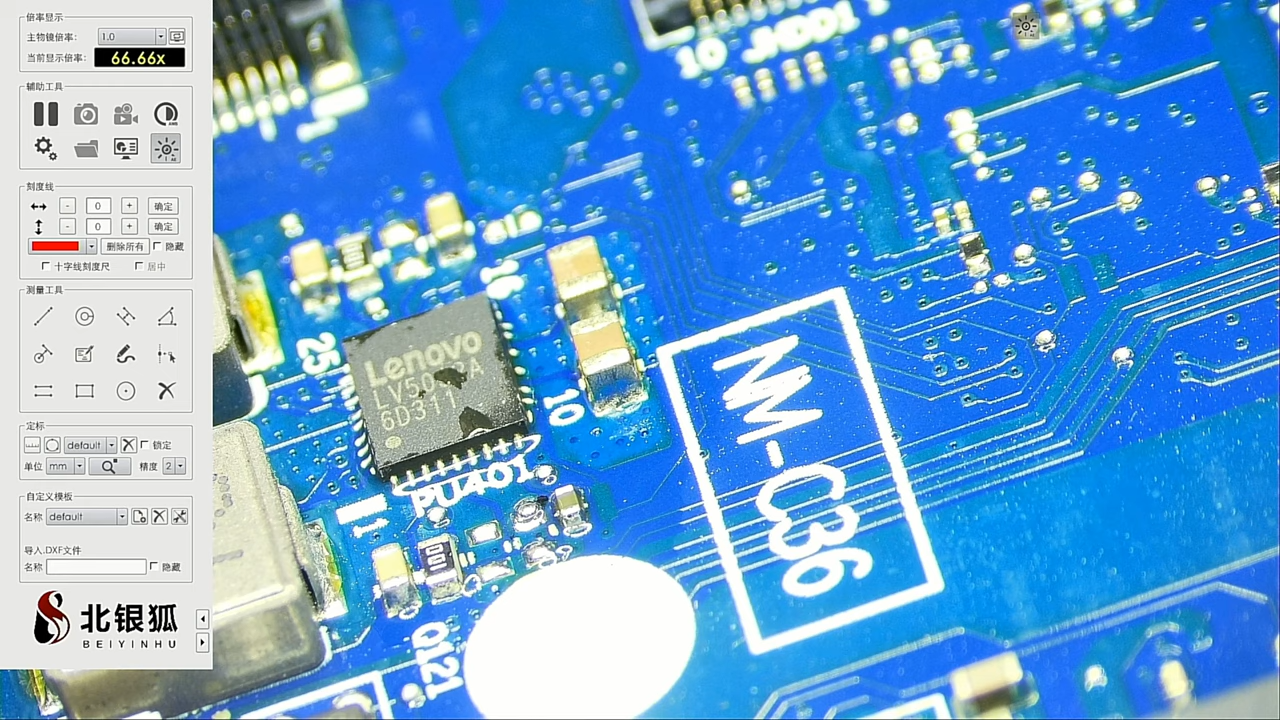 倍率显示
主物镜倍率: 1.0
当前显示倍率: 66.66x
辅助工具
刻度线
- 0 + 确定
- 0 + 确定
删除所有 隐藏
十字线刻度尺 居中
测量工具
定标
default 锁定
单位 mm 精度 2
自定义模板
名称 default
导入.DXF文件
名称 隐藏
北银狐
BEIYINHU
10
16
25
Lenovo
6D311
10
PU401
1
NM-C36
0121